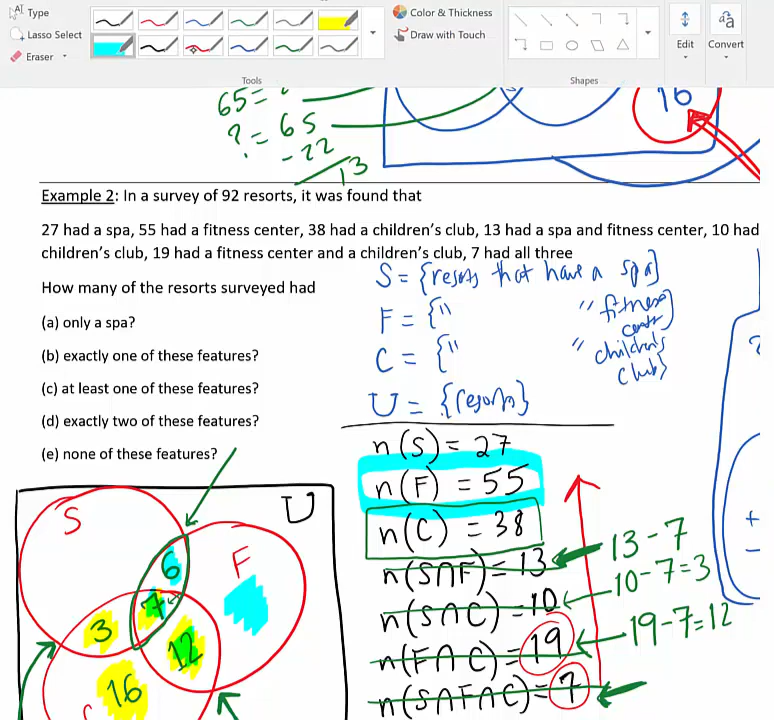 Type
Lasso Select
Eraser
Tools
Color & Thickness
Draw with Touch
Shapes
Edit
Convert
65=
? = 65
-22
13
16
Example 2: In a survey of 92 resorts, it was found that
27 had a spa, 55 had a fitness center, 38 had a children's club, 13 had a spa and fitness center, 10 had
children's club, 19 had a fitness center and a children's club, 7 had all three
How many of the resorts surveyed had
(a) only a spa?
(b) exactly one of these features?
(c) at least one of these features?
(d) exactly two of these features?
(e) none of these features?
S = {resorts that have a spa}
F = {" " fitness center}
C = {" " children's club}
U = {resorts}
n(S) = 27
n(F) = 55
n(C) = 38
n(S∩F) = 13
13-7
n(S∩C) = 10
10-7=3
n(F∩C) = 19
19-7=12
n(S∩F∩C) = 7
S
U
F
6
7
3
12
16